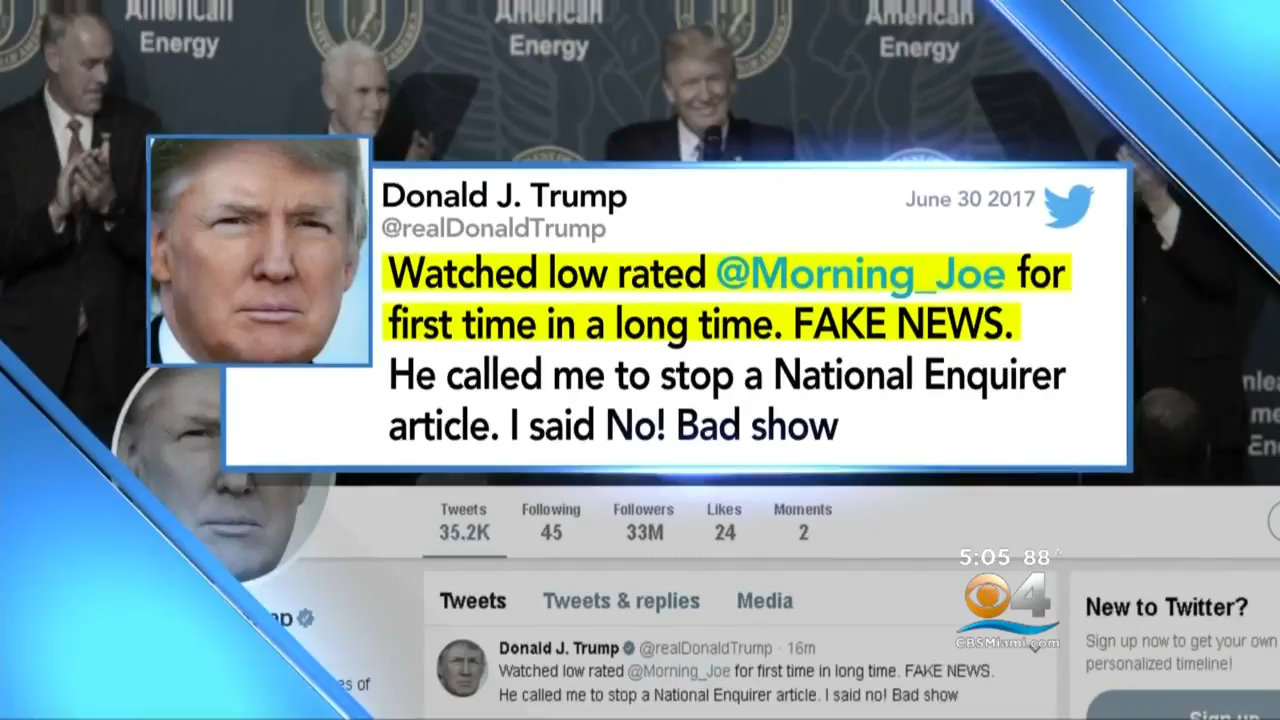 American American American
Energy Energy Energy
Donald J. Trump June 30 2017
@realDonaldTrump
Watched low rated @Morning_Joe for
first time in a long time. FAKE NEWS.
He called me to stop a National Enquirer
article. I said No! Bad show
Tweets Following Followers Likes Moments
35.2K 45 33M 24 2
5:05 88°
4
CBSMiami.com
Tweets Tweets & replies Media
New to Twitter?
Sign up now to get your own
personalized timeline!
Sign up
Donald J. Trump @realDonaldTrump · 16m
Watched low rated @Morning_Joe for first time in long time. FAKE NEWS.
He called me to stop a National Enquirer article. I said no! Bad show
es of